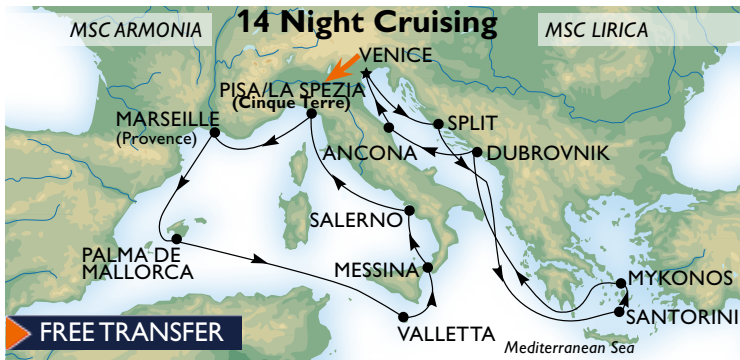 14 Night Cruising
MSC ARMONIA
MSC LIRICA
VENICE
PISA/LA SPEZIA
(Cinque Terre)
MARSEILLE
(Provence)
SPLIT
ANCONA
DUBROVNIK
SALERNO
PALMA DE
MALLORCA
MESSINA
MYKONOS
SANTORINI
VALLETTA
FREE TRANSFER
Mediterranean Sea